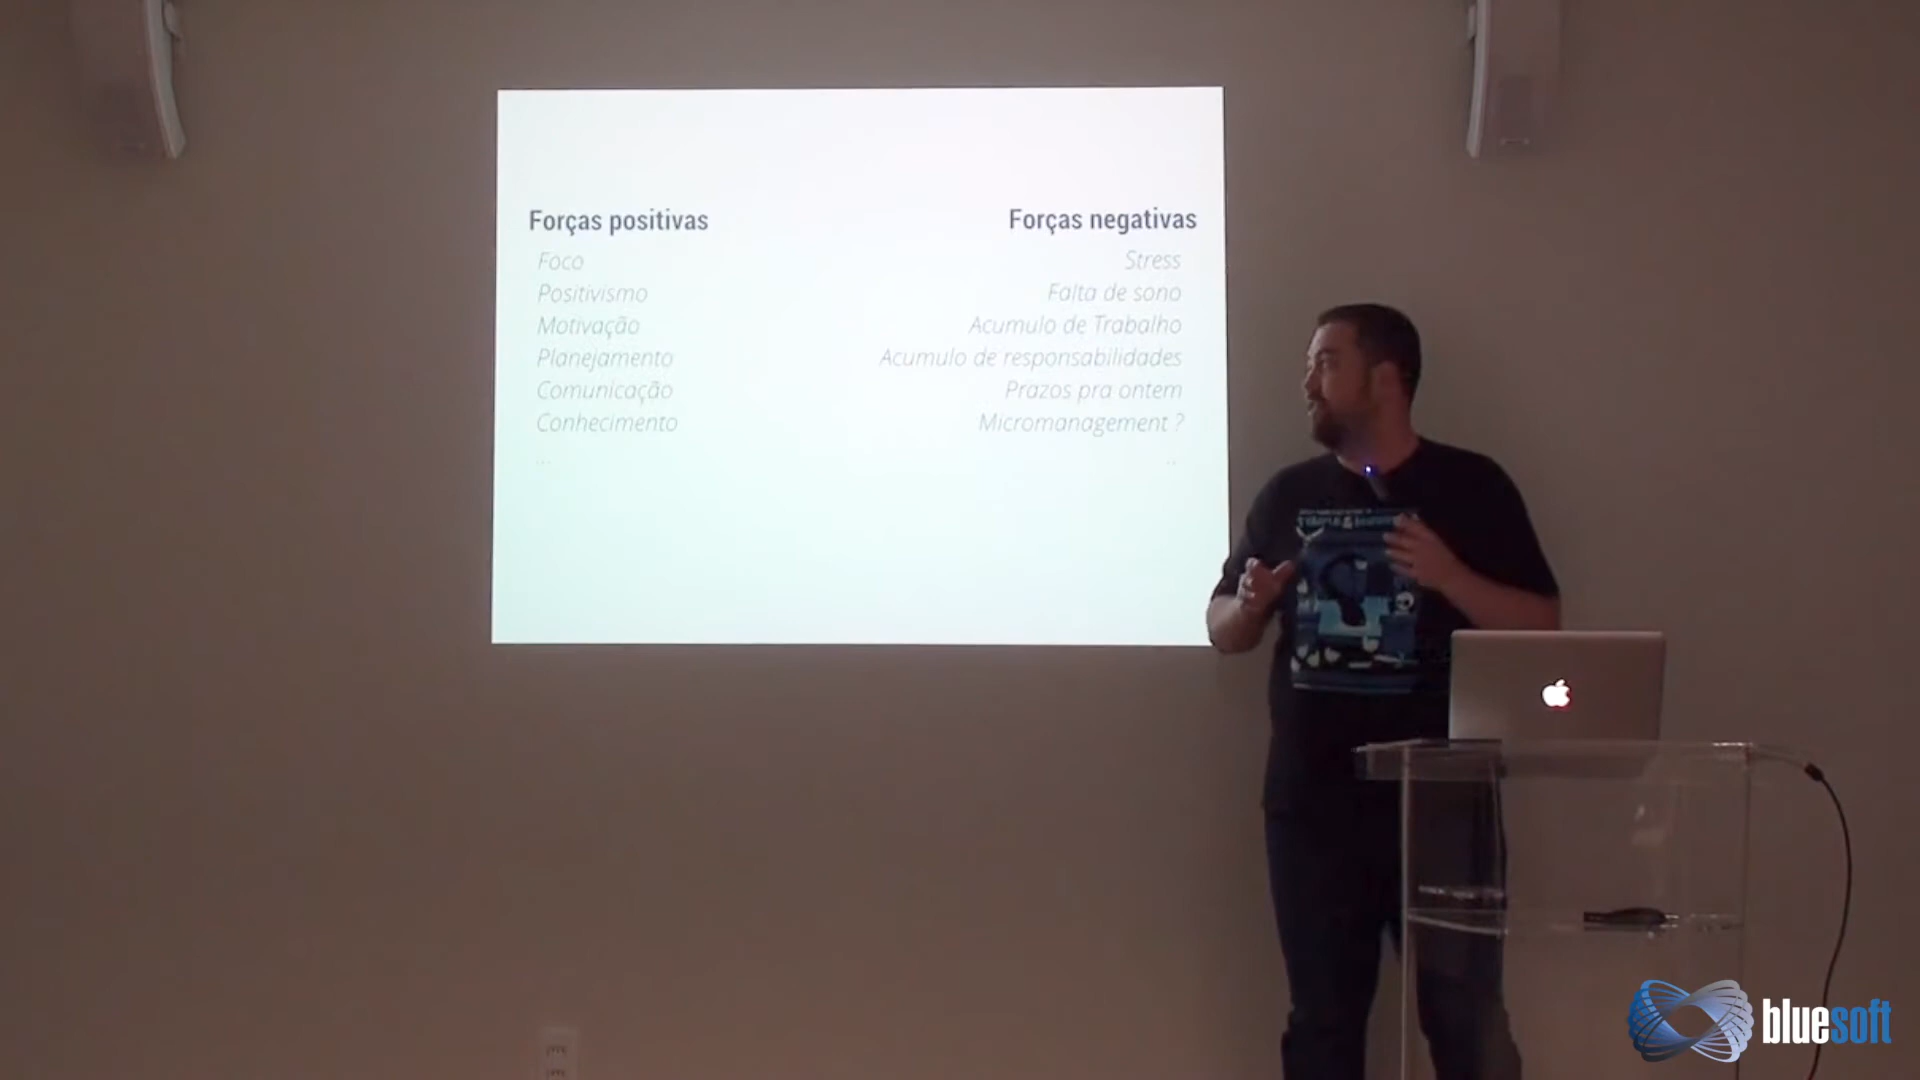 Forças positivas
Foco
Positivismo
Motivação
Planejamento
Comunicação
Conhecimento
...
Forças negativas
Stress
Falta de sono
Acumulo de Trabalho
Acumulo de responsabilidades
Prazos pra ontem
Micromanagement ?
..
bluesoft